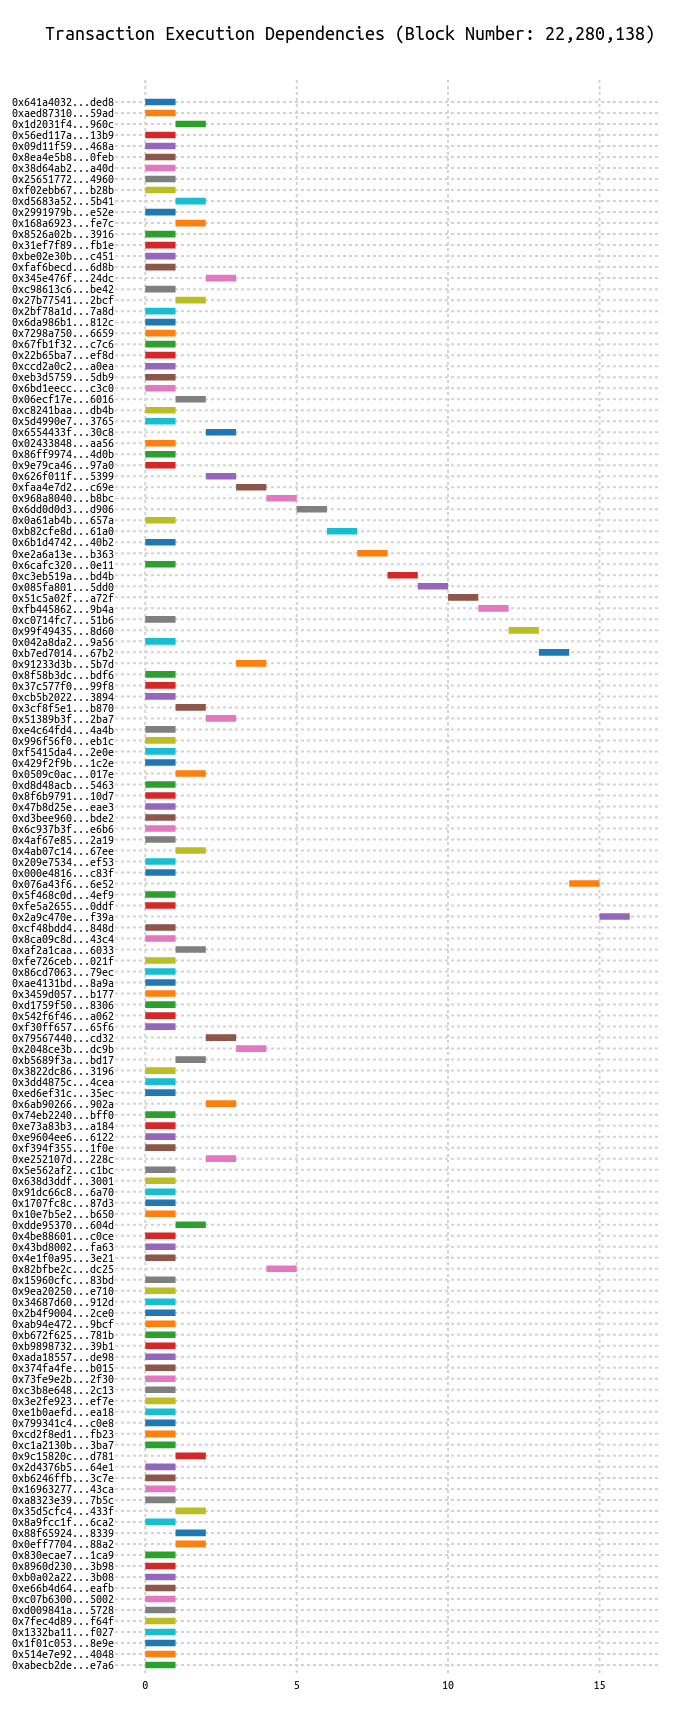 Transaction Execution Dependencies (Block Number: 22,280,138)
0x641a4032...ded8
0xaed87310...59ad
0x1d2031f4...960c
0x56ed117a...13b9
0x09d11f59...468a
0x8ea4e5b8...0feb
0x38d64ab2...a40d
0x25651772...4960
0xf02ebb67...b28b
0xd5683a52...5b41
0x2991979b...e52e
0x168a6923...fe7c
0x8526a02b...3916
0x31ef7f89...fb1e
0xbe02e30b...c451
0xfaf6becd...6d8b
0x345e476f...24dc
0xc98613c6...be42
0x27b77541...2bcf
0x2bf78a1d...7a8d
0x6da986b1...812c
0x7298a750...6659
0x67fb1f32...c7c6
0x22b65ba7...ef8d
0xccd2a0c2...a0ea
0xeb3d5759...5db9
0x6bd1eecc...c3c0
0x06ecf17e...6016
0xc8241baa...db4b
0x5d4990e7...3765
0x6554433f...30c8
0x02433848...aa56
0x86ff9974...4d0b
0x9e79ca46...97a0
0x626f011f...5399
0xfaa4e7d2...c69e
0x968a8040...b8bc
0x6dd0d0d3...d906
0x0a61ab4b...657a
0xb82cfe8d...61a0
0x6b1d4742...40b2
0xe2a6a13e...b363
0x6cafc320...0e11
0xc3eb519a...bd4b
0x085fa801...5dd0
0x51c5a02f...a72f
0xfb445862...9b4a
0xc0714fc7...51b6
0x99f49435...8d60
0x042a8da2...9a56
0xb7ed7014...67b2
0x91233d3b...5b7d
0x8f58b3dc...bdf6
0x37c577f0...99f8
0xcb5b2022...3894
0x3cf8f5e1...b870
0x51389b3f...2ba7
0xe4c64fd4...4a4b
0x996f56f0...eb1c
0xf5415da4...2e0e
0x429f2f9b...1c2e
0x0509c0ac...017e
0xd8d48acb...5463
0x8f6b9791...10d7
0x47b8d25e...eae3
0xd3bee960...bde2
0x6c937b3f...e6b6
0x4af67e85...2a19
0x4ab07c14...67ee
0x209e7534...ef53
0x000e4816...c83f
0x076a43f6...6e52
0x5f468c0d...4ef9
0xfe5a2655...0ddf
0x2a9c470e...f39a
0xcf48bdd4...848d
0x8ca09c8d...43c4
0xaf2a1caa...6033
0xfe726ceb...021f
0x86cd7063...79ec
0xae4131bd...8a9a
0x3459d057...b177
0xd1759f50...8306
0x542f6f46...a062
0xf30ff657...65f6
0x79567440...cd32
0x2048ce3b...dc9b
0xb5689f3a...bd17
0x3822dc86...3196
0x3dd4875c...4cea
0xed6ef31c...35ec
0x6ab90266...902a
0x74eb2240...bff0
0xe73a83b3...a184
0xe9604ee6...6122
0xf394f355...1f0e
0xe252107d...228c
0x5e562af2...c1bc
0x638d3ddf...3001
0x91dc66c8...6a70
0x1707fc8c...87d3
0x10e7b5e2...b650
0xdde95370...604d
0x4be88601...c0ce
0x43bd8002...fa63
0x4e1f0a95...3e21
0x82bfbe2c...dc25
0x15960cfc...83bd
0x9ea20250...e710
0x34687d60...912d
0x2b4f9004...2ce0
0xab94e472...9bcf
0xb672f625...781b
0xb9898732...39b1
0xada18557...de98
0x374fa4fe...b015
0x73fe9e2b...2f30
0xc3b8e648...2c13
0x3e2fe923...ef7e
0xe1b0aefd...ea18
0x799341c4...c0e8
0xcd2f8ed1...fb23
0xc1a2130b...3ba7
0x9c15820c...d781
0x2d4376b5...64e1
0xb6246ffb...3c7e
0x16963277...43ca
0xa8323e39...7b5c
0x35d5cfc4...433f
0x8a9fcc1f...6ca2
0x88f65924...8339
0x0eff7704...88a2
0x830ecae7...1ca9
0x8960d230...3b98
0xb0a02a22...3b08
0xe66b4d64...eafb
0xc07b6300...5002
0xd009841a...5728
0x7fec4d89...f64f
0x1332ba11...f027
0x1f01c053...8e9e
0x514e7e92...4048
0xabecb2de...e7a6
0 5 10 15